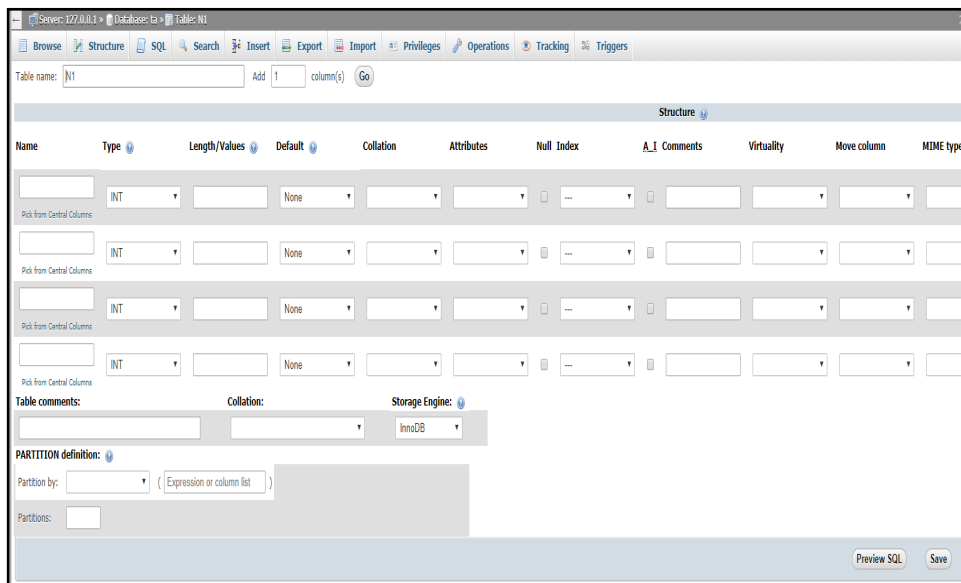 Server: 127.0.0.1 » Database: ta » Table: N1
Browse Structure SQL Search Insert Export Import Privileges Operations Tracking Triggers
Table name: N1 Add 1 column(s) Go
Structure
Name Type Length/Values Default Collation Attributes Null Index A_I Comments Virtuality Move column MIME type
INT None ---
Pick from Central Columns
INT None ---
Pick from Central Columns
INT None ---
Pick from Central Columns
INT None ---
Pick from Central Columns
Table comments: Collation: Storage Engine:
InnoDB
PARTITION definition:
Partition by: ( Expression or column list )
Partitions:
Preview SQL Save